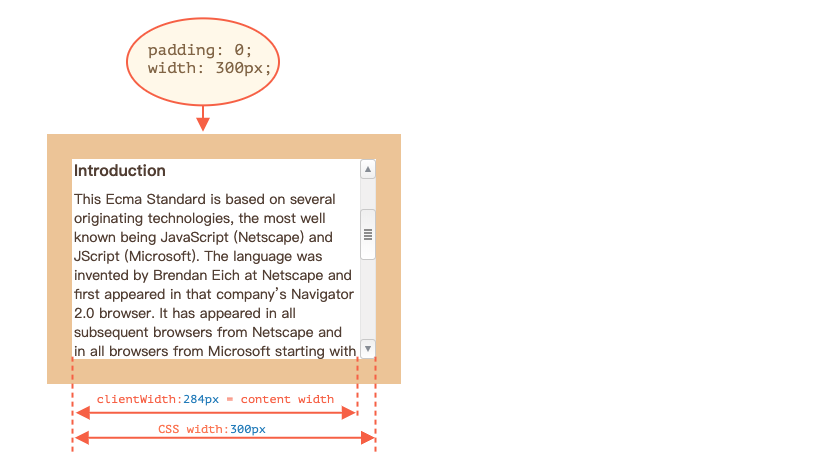 padding: 0;
width: 300px;
Introduction
This Ecma Standard is based on several
originating technologies, the most well
known being JavaScript (Netscape) and
JScript (Microsoft). The language was
invented by Brendan Eich at Netscape and
first appeared in that company's Navigator
2.0 browser. It has appeared in all
subsequent browsers from Netscape and
in all browsers from Microsoft starting with
clientWidth:284px = content width
CSS width:300px